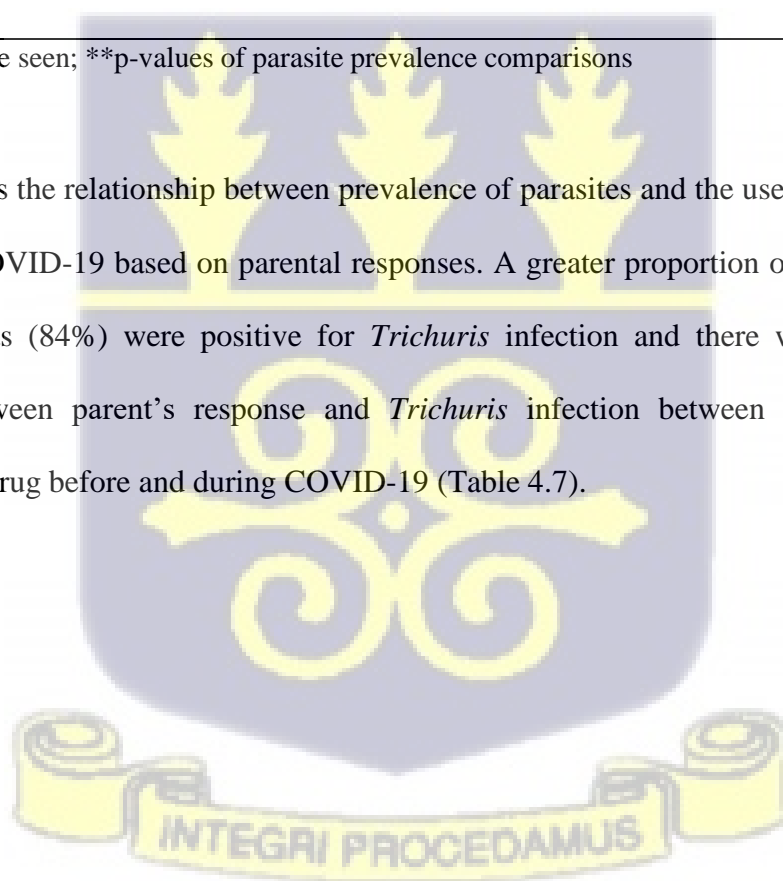 e seen; **p-values of parasite prevalence comparisons
s the relationship between prevalence of parasites and the use
OVID-19 based on parental responses. A greater proportion o
s (84%) were positive for Trichuris infection and there
ween parent's response and Trichuris infection between
rug before and during COVID-19 (Table 4.7).
INTEGRI PROCEDAMUS